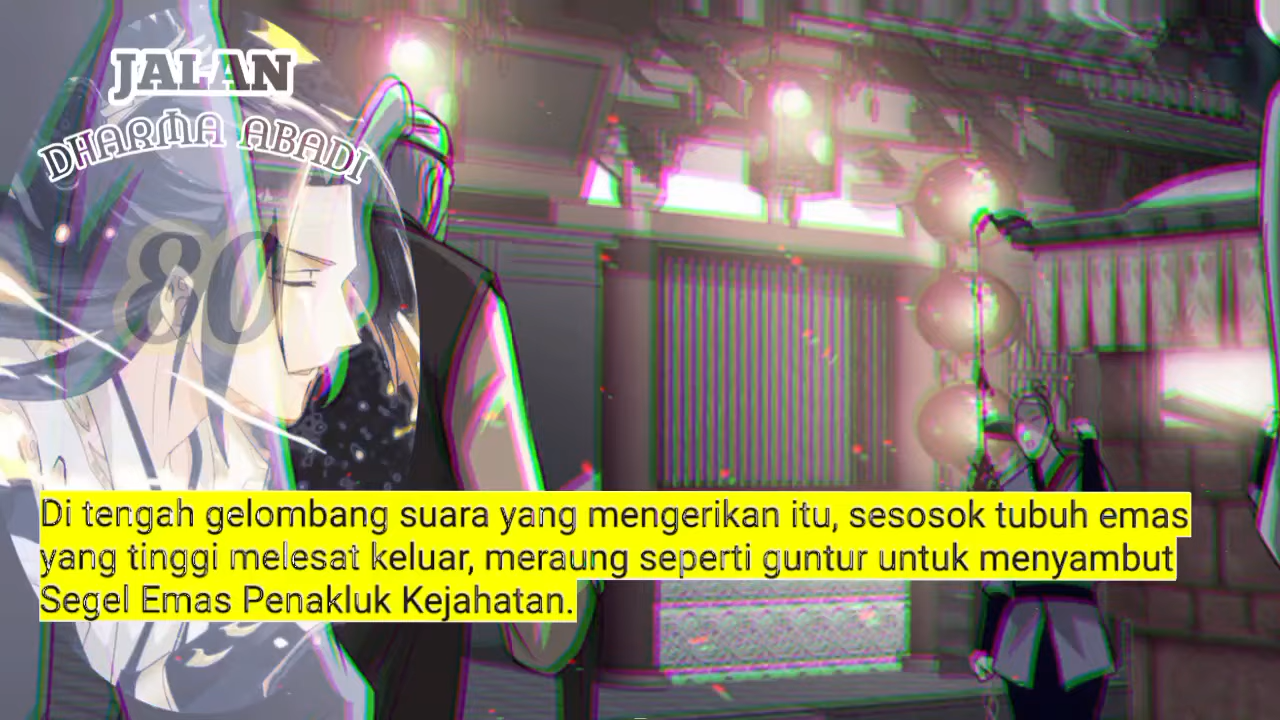 JALAN
DHARMA ABADI
80
Di tengah gelombang suara yang mengerikan itu, sesosok tubuh emas
yang tinggi melesat keluar, meraung seperti guntur untuk menyambut
Segel Emas Penakluk Kejahatan.